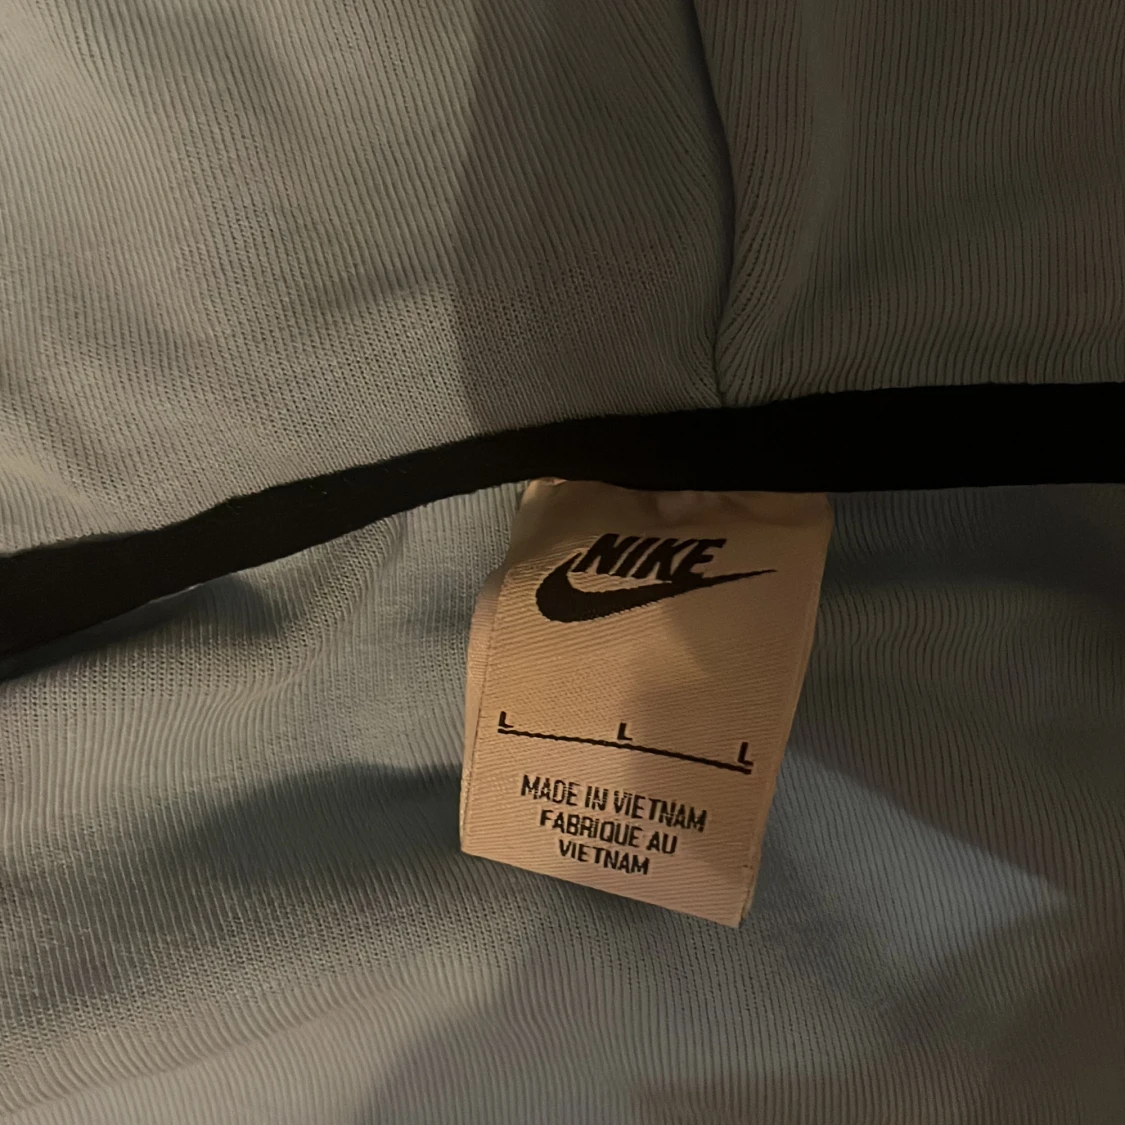 NIKE
L L L
MADE IN VIETNAM
FABRIQUE AU
VIETNAM